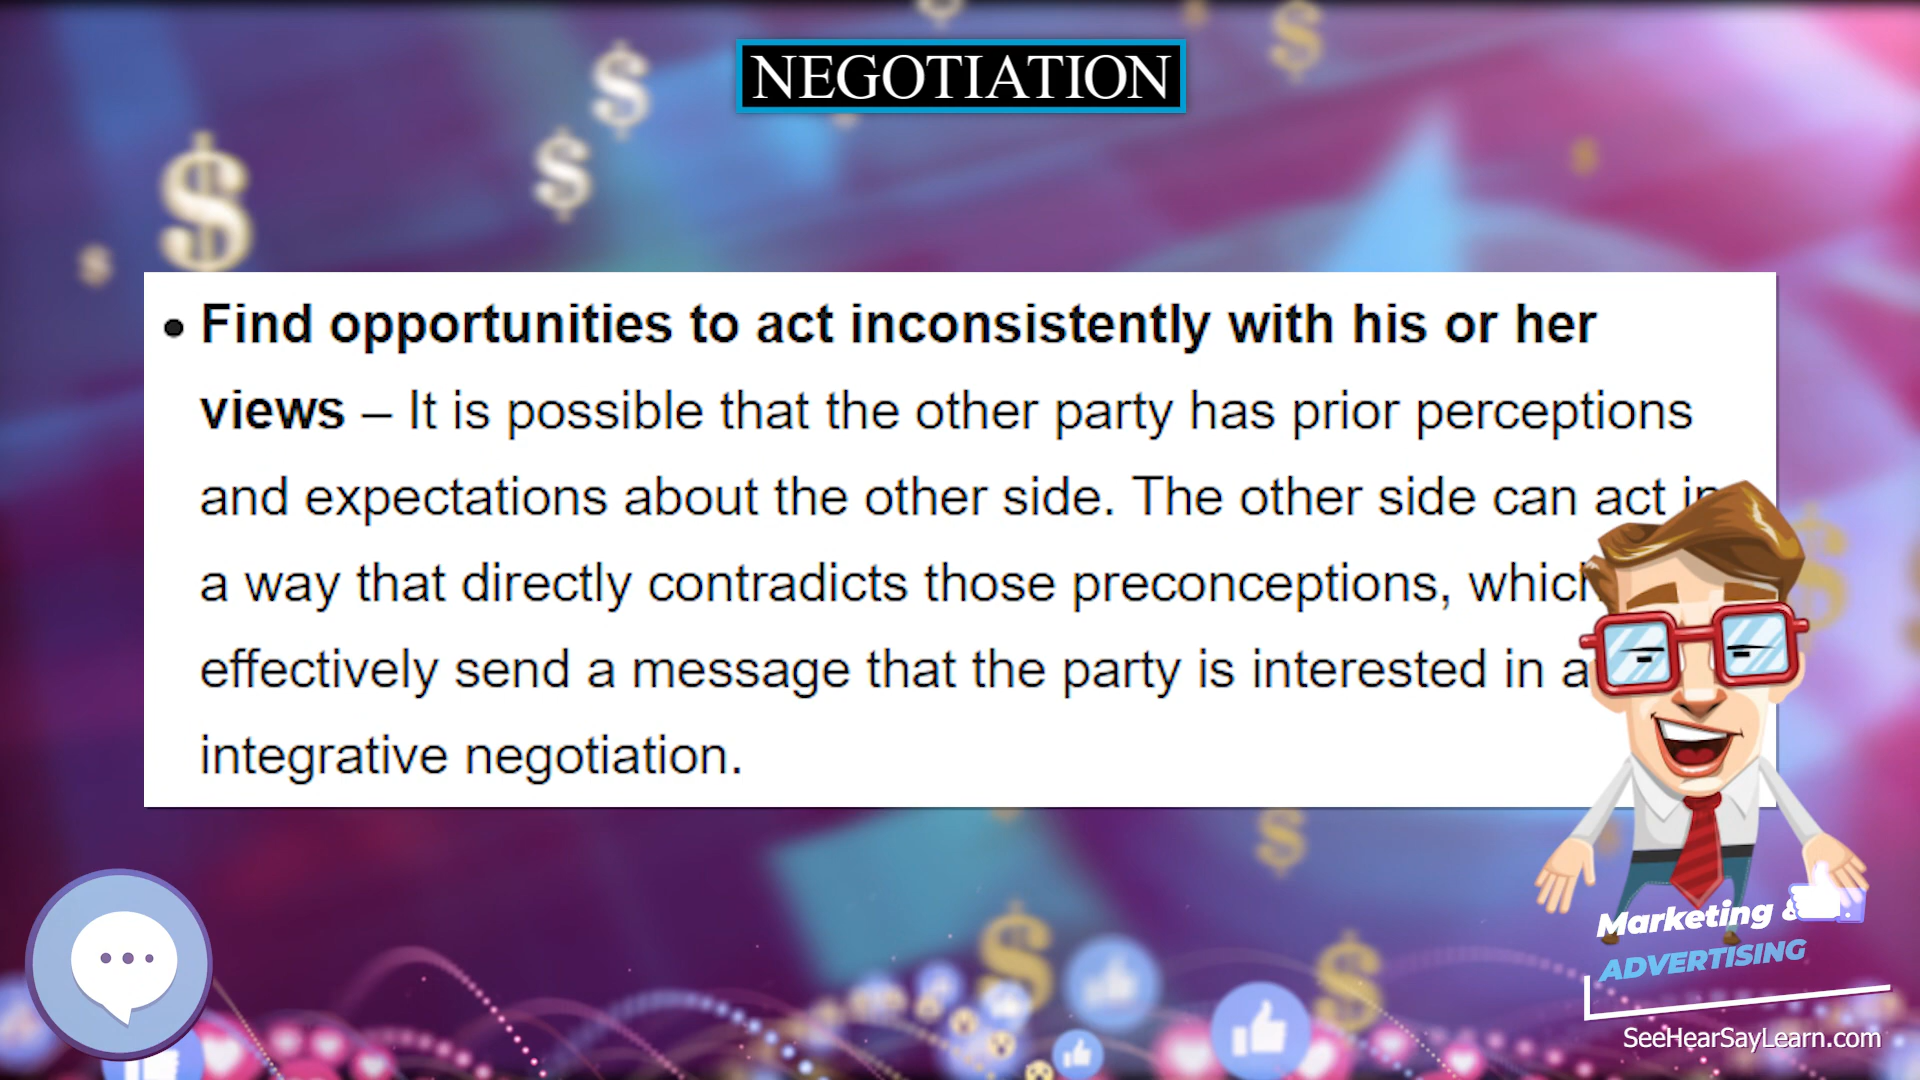 NEGOTIATION
• Find opportunities to act inconsistently with his or her
views – It is possible that the other party has prior perceptions
and expectations about the other side. The other side can act in
a way that directly contradicts those preconceptions, which
effectively send a message that the party is interested in
integrative negotiation.
Marketing &
ADVERTISING
SeeHearSayLearn.com